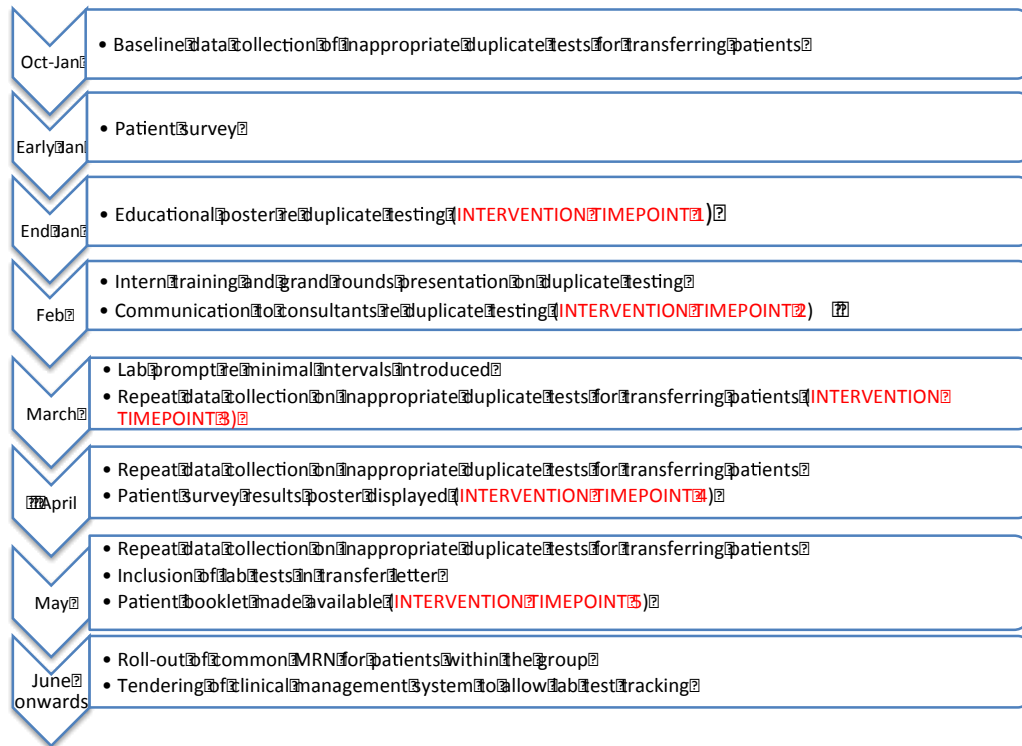 Oct-Jan
• Baseline data collection of inappropriate duplicate tests for transferring patients
Early Jan
• Patient survey
End Jan
• Educational poster re duplicate testing (INTERVENTION TIMEPOINT 1)
Feb
• Intern training and grand rounds presentation on duplicate testing
• Communication to consultants re duplicate testing (INTERVENTION TIMEPOINT 2)
March
• Lab prompt re minimal intervals introduced
• Repeat data collection on inappropriate duplicate tests for transferring patients (INTERVENTION
TIMEPOINT 3)
April
• Repeat data collection on inappropriate duplicate tests for transferring patients
• Patient survey results poster displayed (INTERVENTION TIMEPOINT 4)
May
• Repeat data collection on inappropriate duplicate tests for transferring patients
• Inclusion of lab tests in transfer letter
• Patient booklet made available (INTERVENTION TIMEPOINT 5)
June
onwards
• Roll-out of common MRN for patients within the group
• Tendering of clinical management system to allow lab test tracking